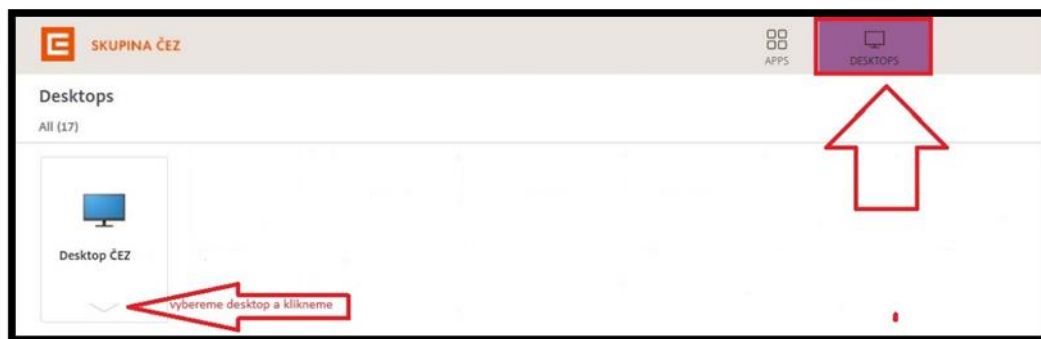 SKUPINA ČEZ
APPS
DESKTOPS
Desktops
All (17)
Desktop ČEZ
vybereme desktop a klikneme